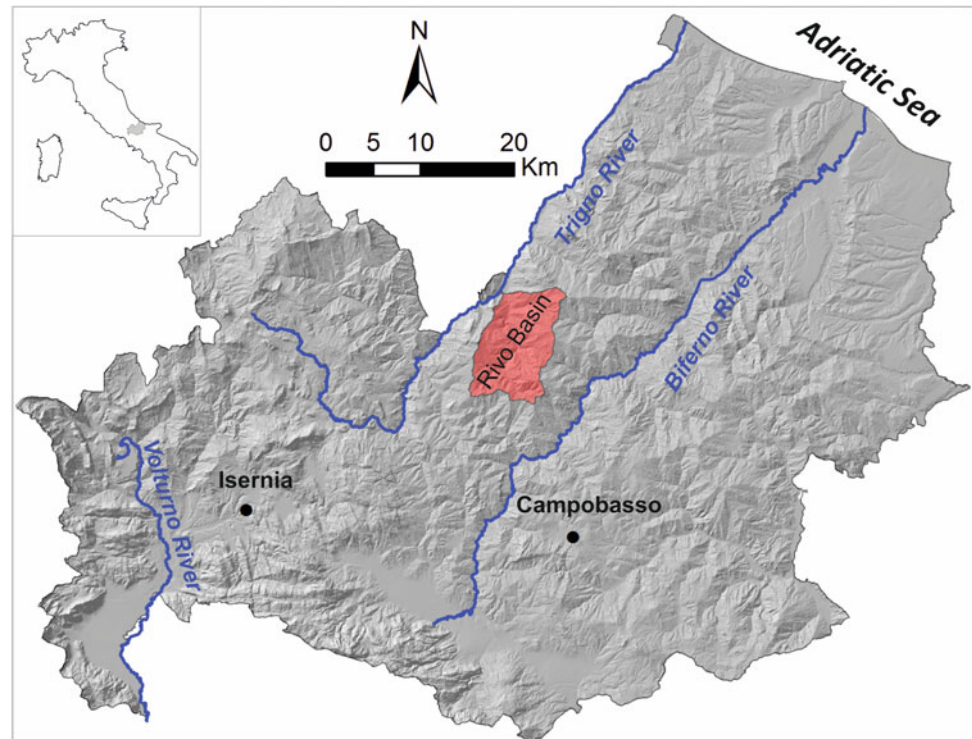 Adriatic Sea
N
0 5 10 20
Km
Trigno River
Biferno River
Rivo Basin
Volturno River
Isernia
Campobasso